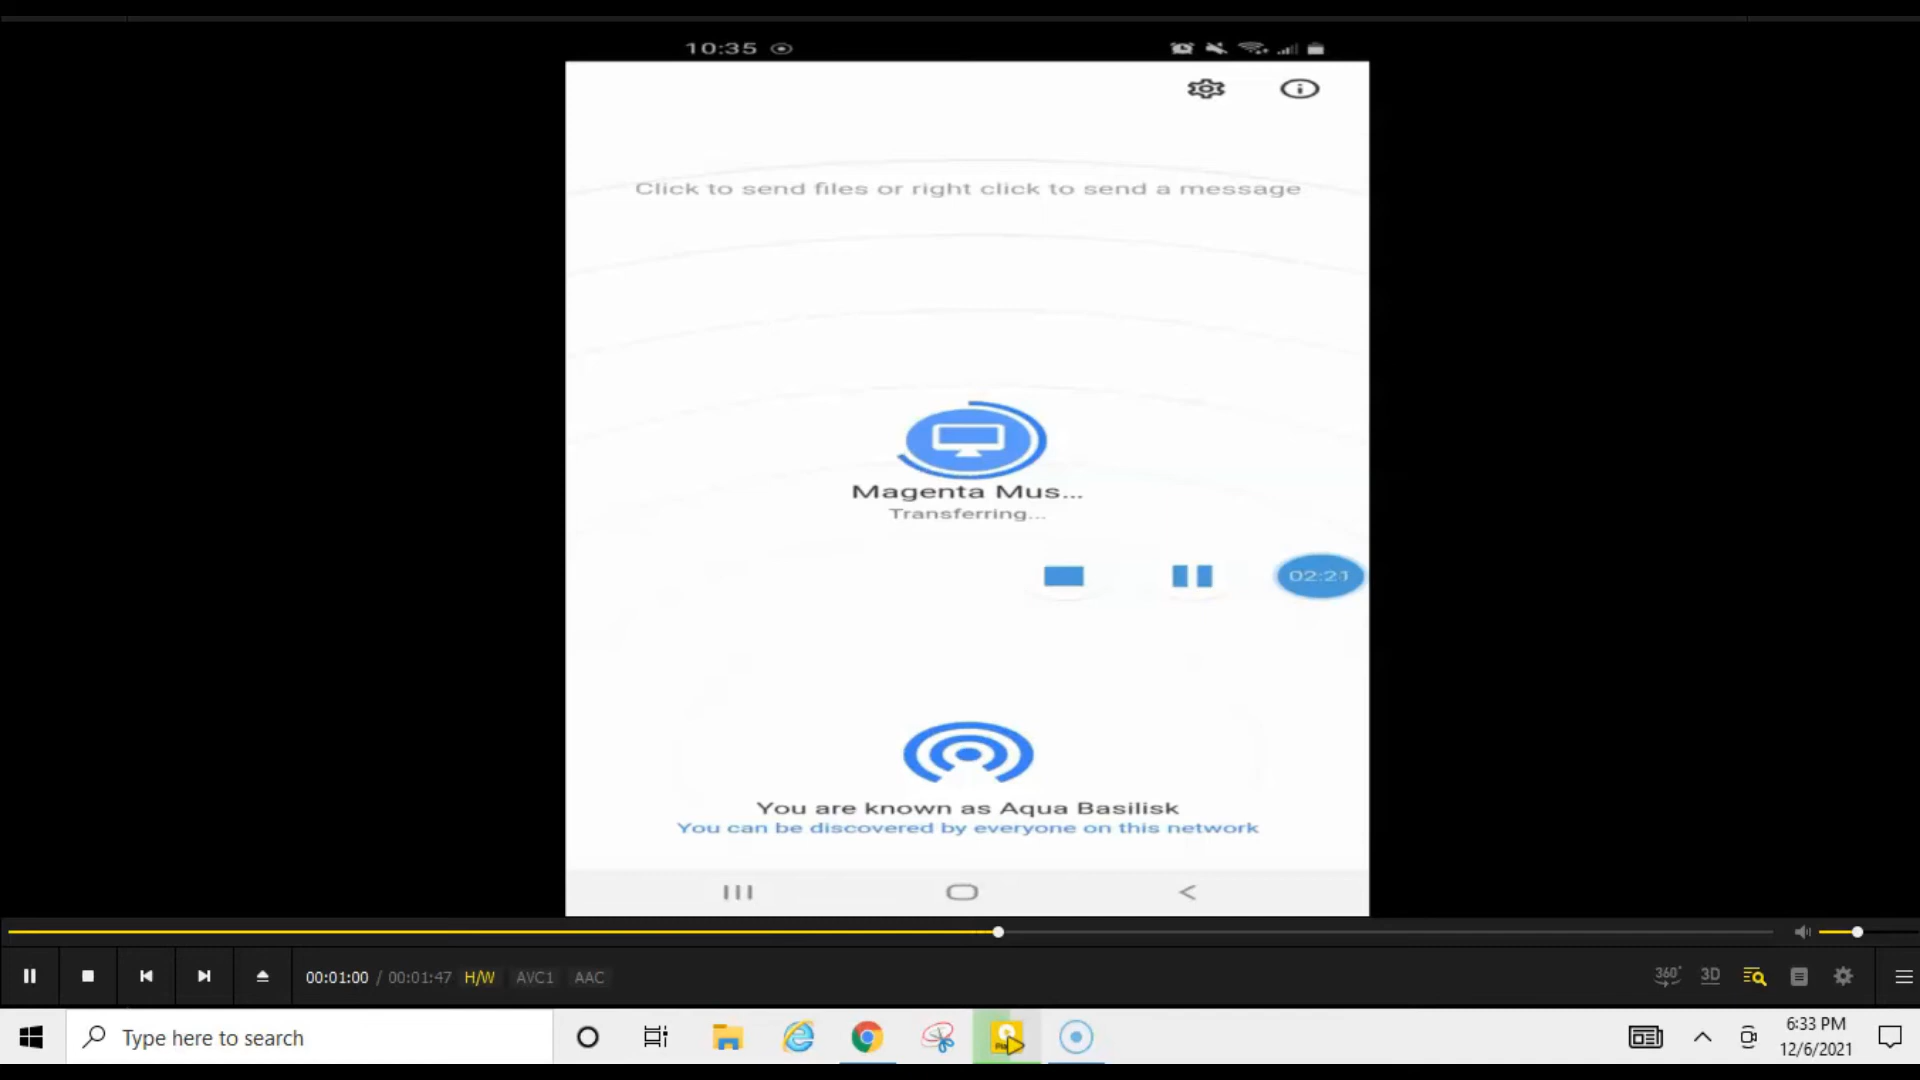 10:35
Click to send files or right click to send a message
Magenta Mus...
Transferring...
02:21
You are known as Aqua Basilisk
You can be discovered by everyone on this network
00:01:00 / 00:01:47 H/W AVC1 AAC
360° 3D
Type here to search
6:33 PM
12/6/2021